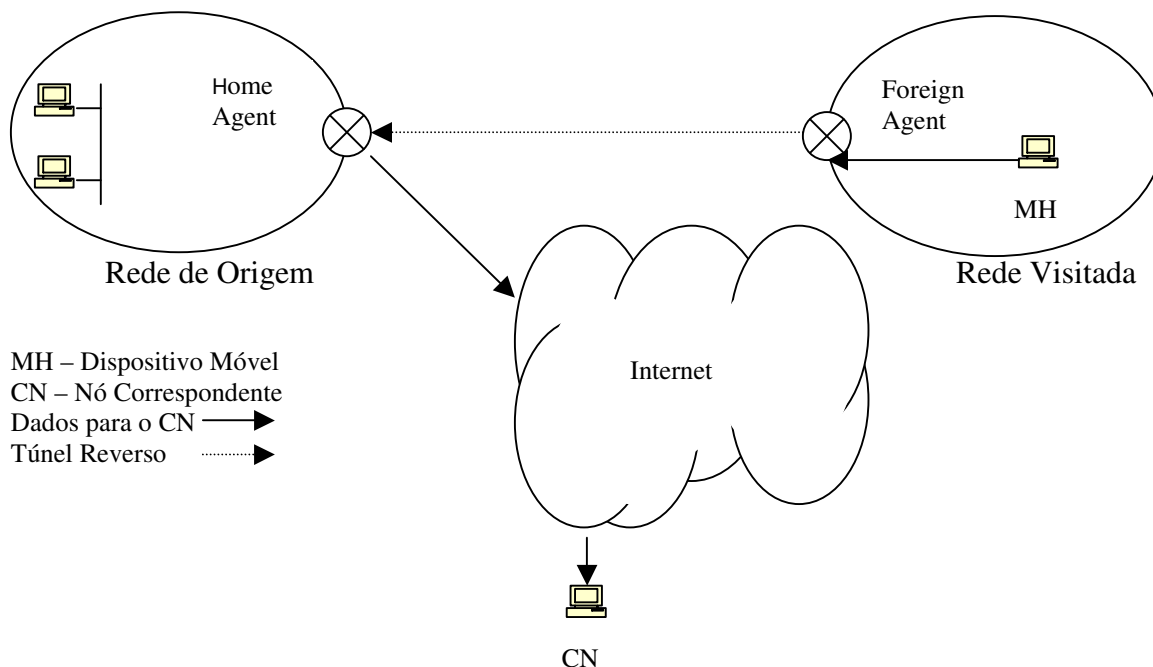 Home
Agent
Foreign
Agent
MH
Rede de Origem
Rede Visitada
MH – Dispositivo Móvel
CN – Nó Correspondente
Dados para o CN
Túnel Reverso
Internet
CN